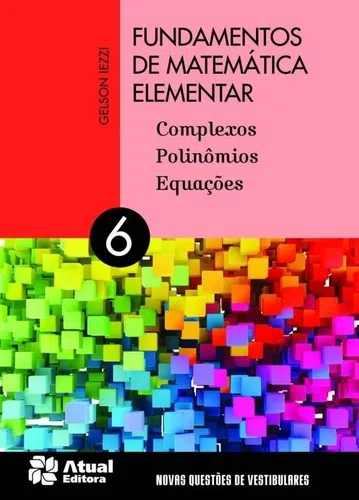 GELSON IEZZI
FUNDAMENTOS
DE MATEMÁTICA
ELEMENTAR
Complexos
Polinômios
Equações
6
Atual
Editora
NOVAS QUESTÕES DE VESTIBULARES